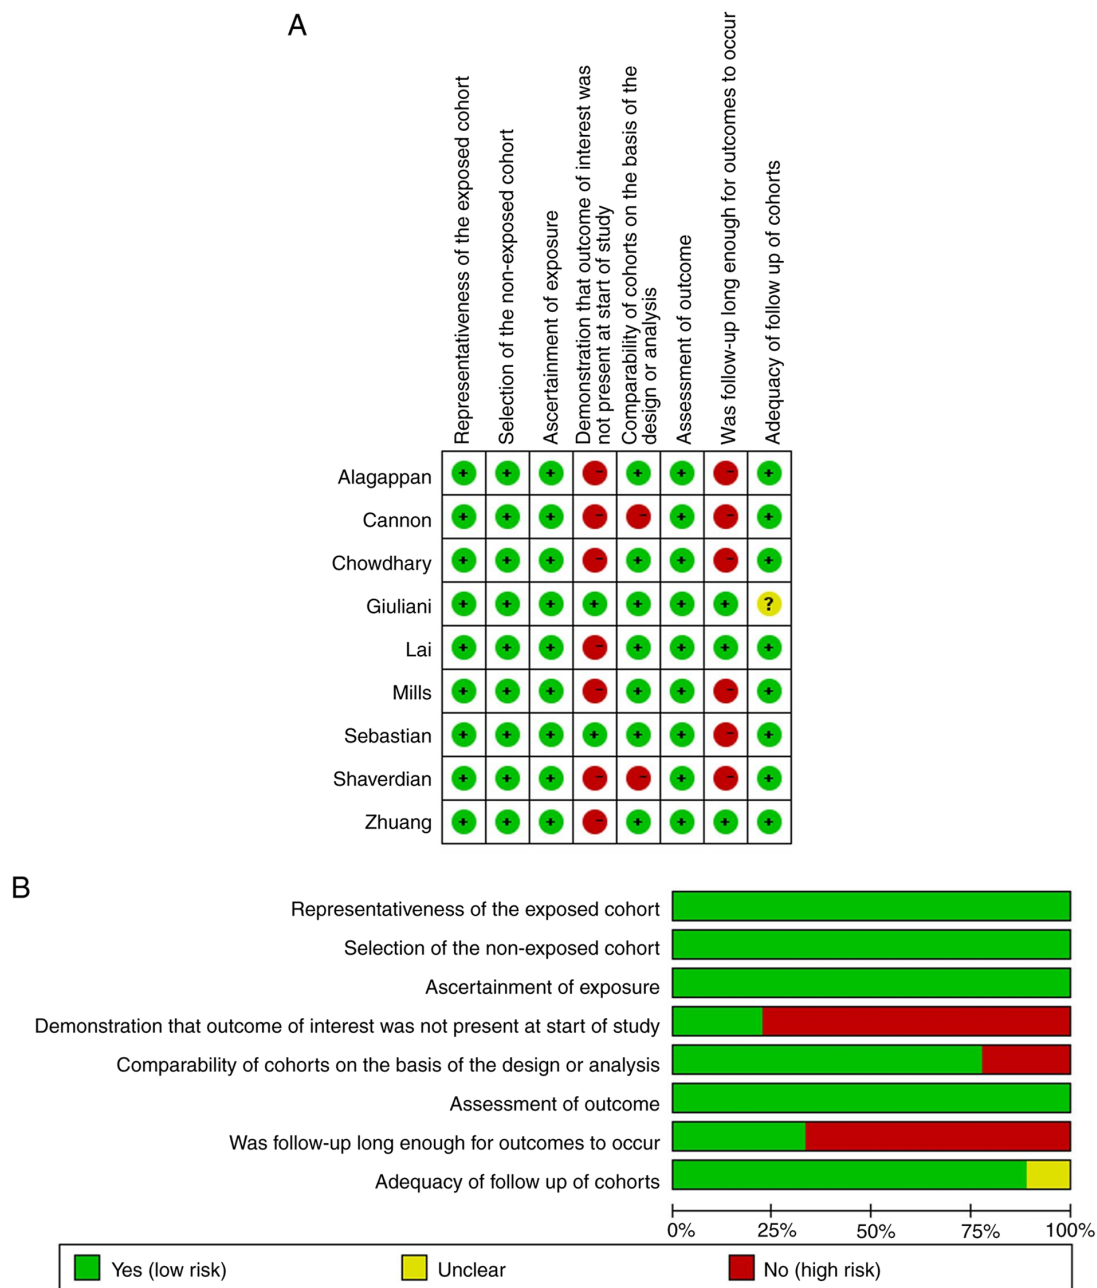 A
Representativeness of the exposed cohort
Selection of the non-exposed cohort
Ascertainment of exposure
Demonstration that outcome of interest was
not present at start of study
Comparability of cohorts on the basis of the
design or analysis
Assessment of outcome
Was follow-up long enough for outcomes to occur
Adequacy of follow up of cohorts
Alagappan + + + - + + - +
Cannon + + + - - + - +
Chowdhary + + + - + + - +
Giuliani + + + + + + + ?
Lai + + + - + + + +
Mills + + + - + + - +
Sebastian + + + + + + - +
Shaverdian + + + - - + - +
Zhuang + + + - + + + +
B
Representativeness of the exposed cohort
Selection of the non-exposed cohort
Ascertainment of exposure
Demonstration that outcome of interest was not present at start of study
Comparability of cohorts on the basis of the design or analysis
Assessment of outcome
Was follow-up long enough for outcomes to occur
Adequacy of follow up of cohorts
0% 25% 50% 75% 100%
Yes (low risk) Unclear No (high risk)